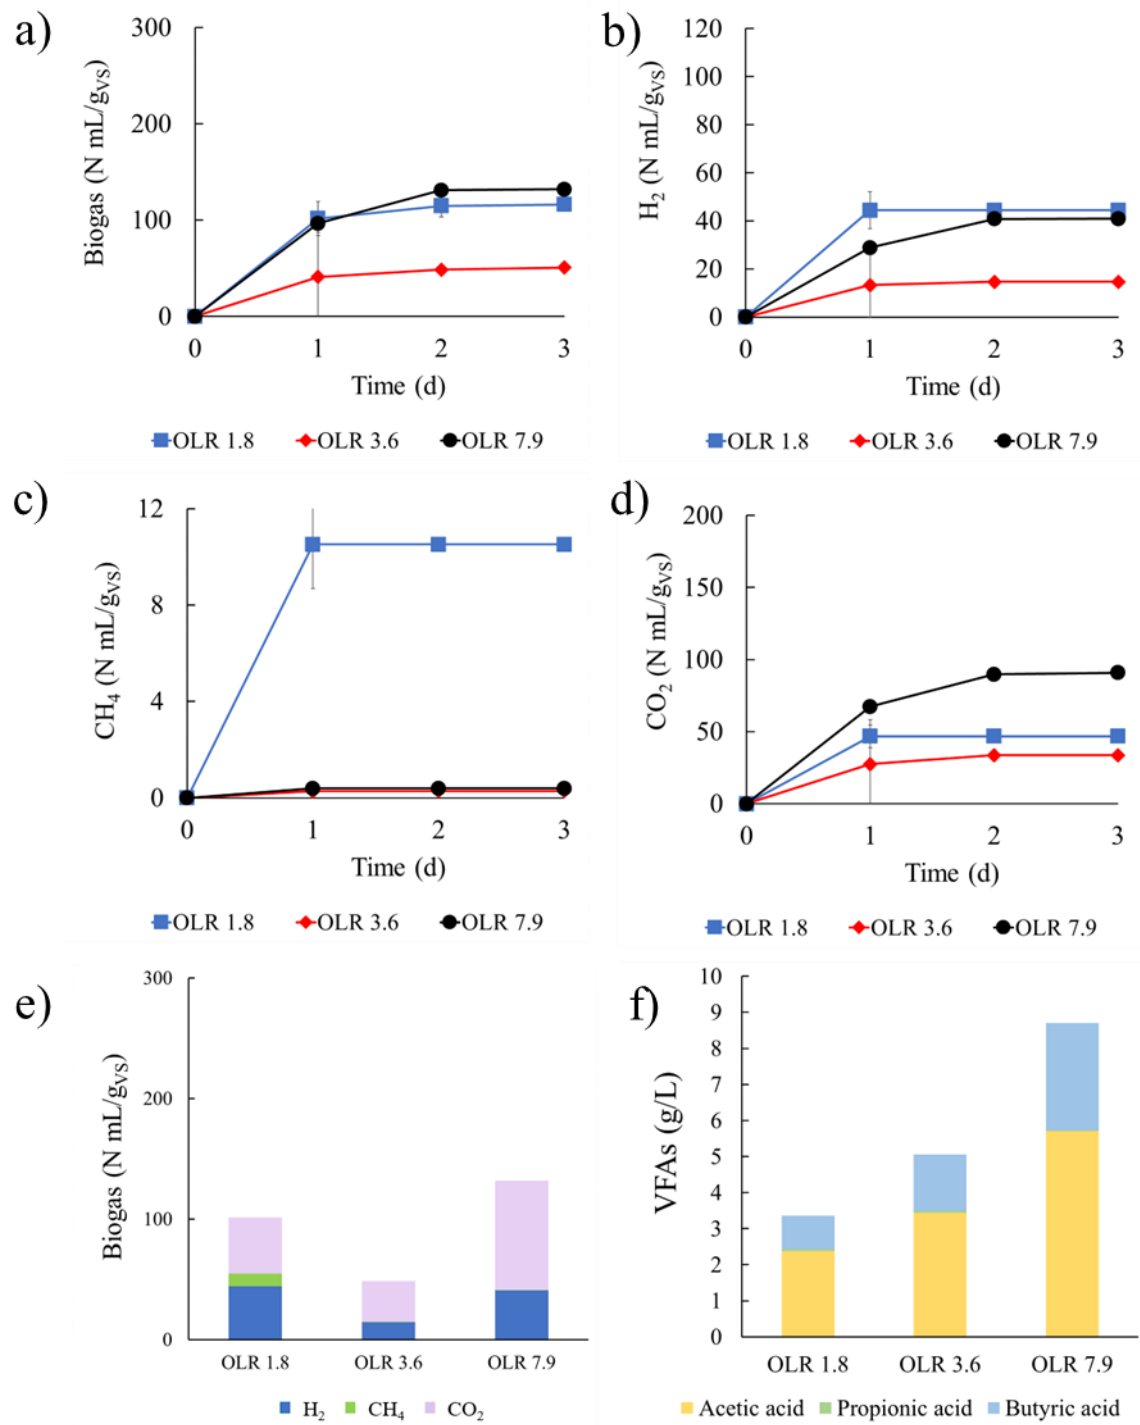 a)
300
200
100
0
Biogas (N mL/gVS)
0 1 2 3
Time (d)
OLR 1.8 OLR 3.6 OLR 7.9
b)
120
100
80
60
40
20
0
H2 (N mL/gVS)
0 1 2 3
Time (d)
OLR 1.8 OLR 3.6 OLR 7.9
c)
12
8
4
0
CH4 (N mL/gVS)
0 1 2 3
Time (d)
OLR 1.8 OLR 3.6 OLR 7.9
d)
200
150
100
50
0
CO2 (N mL/gVS)
0 1 2 3
Time (d)
OLR 1.8 OLR 3.6 OLR 7.9
e)
300
200
100
0
Biogas (N mL/gVS)
OLR 1.8 OLR 3.6 OLR 7.9
H2 CH4 CO2
f)
10
9
8
7
6
5
4
3
2
1
0
VFAs (g/L)
OLR 1.8 OLR 3.6 OLR 7.9
Acetic acid Propionic acid Butyric acid